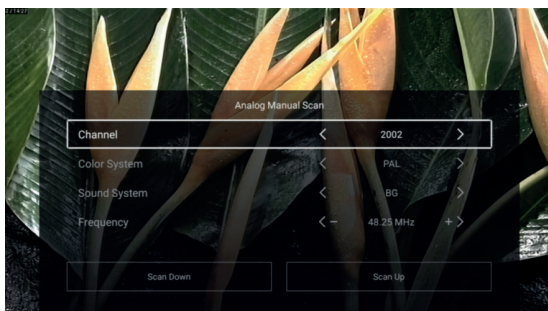 Analog Manual Scan
Channel < 2002 >
Color System < PAL >
Sound System < BG >
Frequency < − 48.25 MHz + >
Scan Down Scan Up